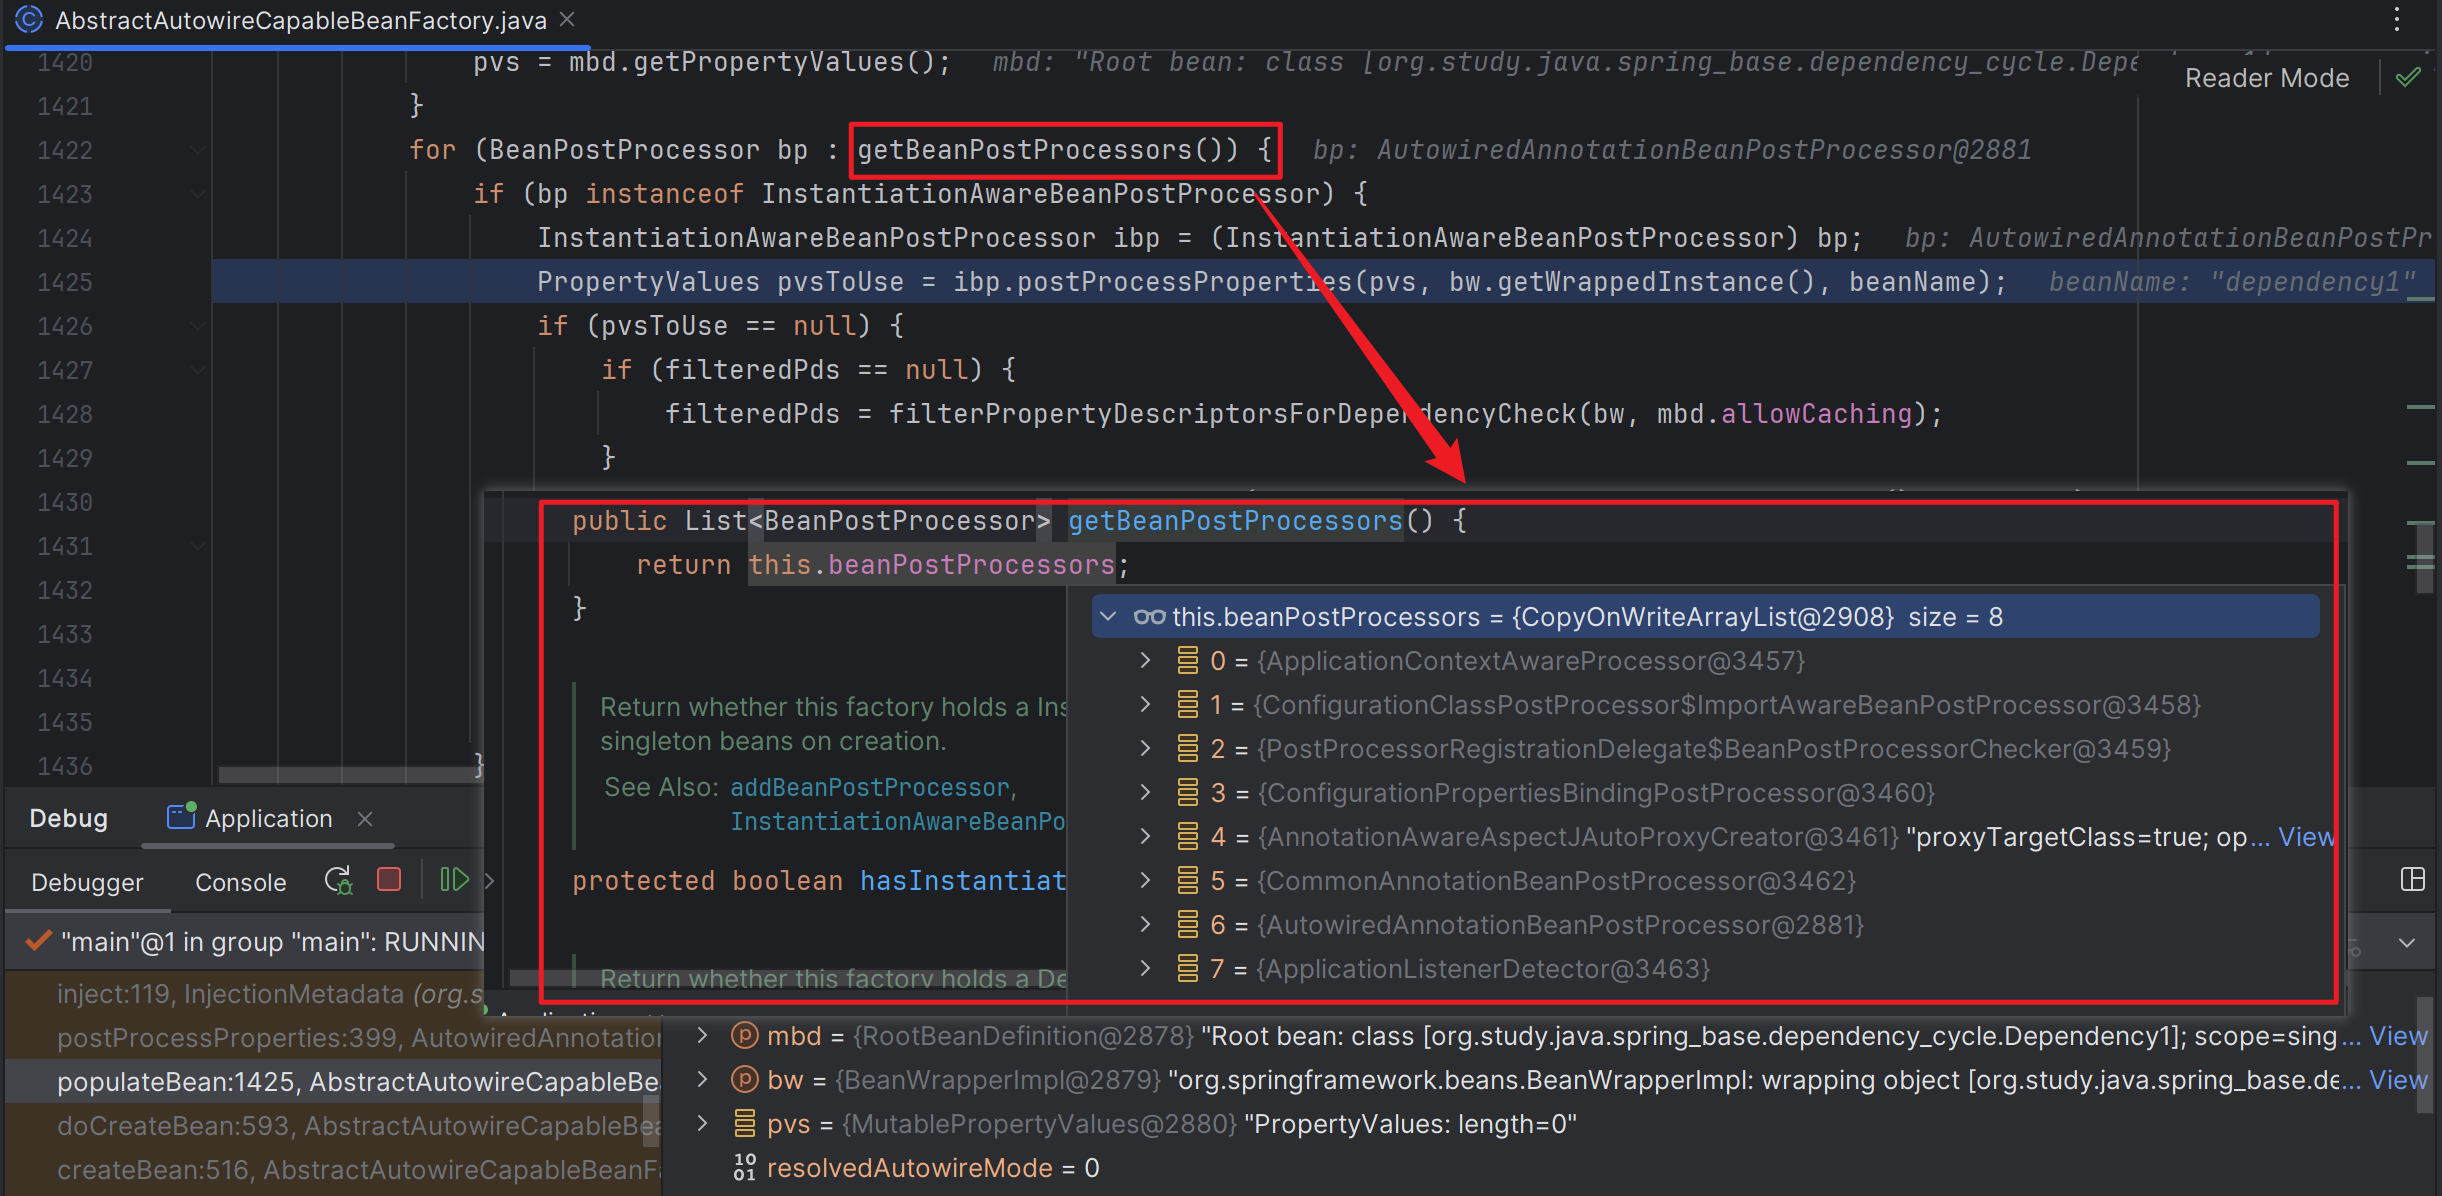 AbstractAutowireCapableBeanFactory.java
Reader Mode
1420 pvs = mbd.getPropertyValues(); mbd: "Root bean: class [org.study.java.spring_base.dependency_cycle.Depe
1421 }
1422 for (BeanPostProcessor bp : getBeanPostProcessors()) { bp: AutowiredAnnotationBeanPostProcessor@2881
1423 if (bp instanceof InstantiationAwareBeanPostProcessor) {
1424 InstantiationAwareBeanPostProcessor ibp = (InstantiationAwareBeanPostProcessor) bp; bp: AutowiredAnnotationBeanPostPr
1425 PropertyValues pvsToUse = ibp.postProcessProperties(pvs, bw.getWrappedInstance(), beanName); beanName: "dependency1"
1426 if (pvsToUse == null) {
1427 if (filteredPds == null) {
1428 filteredPds = filterPropertyDescriptorsForDependencyCheck(bw, mbd.allowCaching);
1429 }
1430
1431
1432
1433
1434
1435
1436 }
public List<BeanPostProcessor> getBeanPostProcessors() {
return this.beanPostProcessors;
}
Return whether this factory holds a Ins
singleton beans on creation.
See Also: addBeanPostProcessor,
InstantiationAwareBeanPo
protected boolean hasInstantiat
Return whether this factory holds a De
this.beanPostProcessors = {CopyOnWriteArrayList@2908} size = 8
0 = {ApplicationContextAwareProcessor@3457}
1 = {ConfigurationClassPostProcessor$ImportAwareBeanPostProcessor@3458}
2 = {PostProcessorRegistrationDelegate$BeanPostProcessorChecker@3459}
3 = {ConfigurationPropertiesBindingPostProcessor@3460}
4 = {AnnotationAwareAspectJAutoProxyCreator@3461} "proxyTargetClass=true; op... View
5 = {CommonAnnotationBeanPostProcessor@3462}
6 = {AutowiredAnnotationBeanPostProcessor@2881}
7 = {ApplicationListenerDetector@3463}
Debug Application
Debugger Console
"main"@1 in group "main": RUNNIN
inject:119, InjectionMetadata (org.s
postProcessProperties:399, AutowiredAnnotation
populateBean:1425, AbstractAutowireCapableBea
doCreateBean:593, AbstractAutowireCapableBea
createBean:516, AbstractAutowireCapableBeanFa
mbd = {RootBeanDefinition@2878} "Root bean: class [org.study.java.spring_base.dependency_cycle.Dependency1]; scope=sing... View
bw = {BeanWrapperImpl@2879} "org.springframework.beans.BeanWrapperImpl: wrapping object [org.study.java.spring_base.de... View
pvs = {MutablePropertyValues@2880} "PropertyValues: length=0"
resolvedAutowireMode = 0